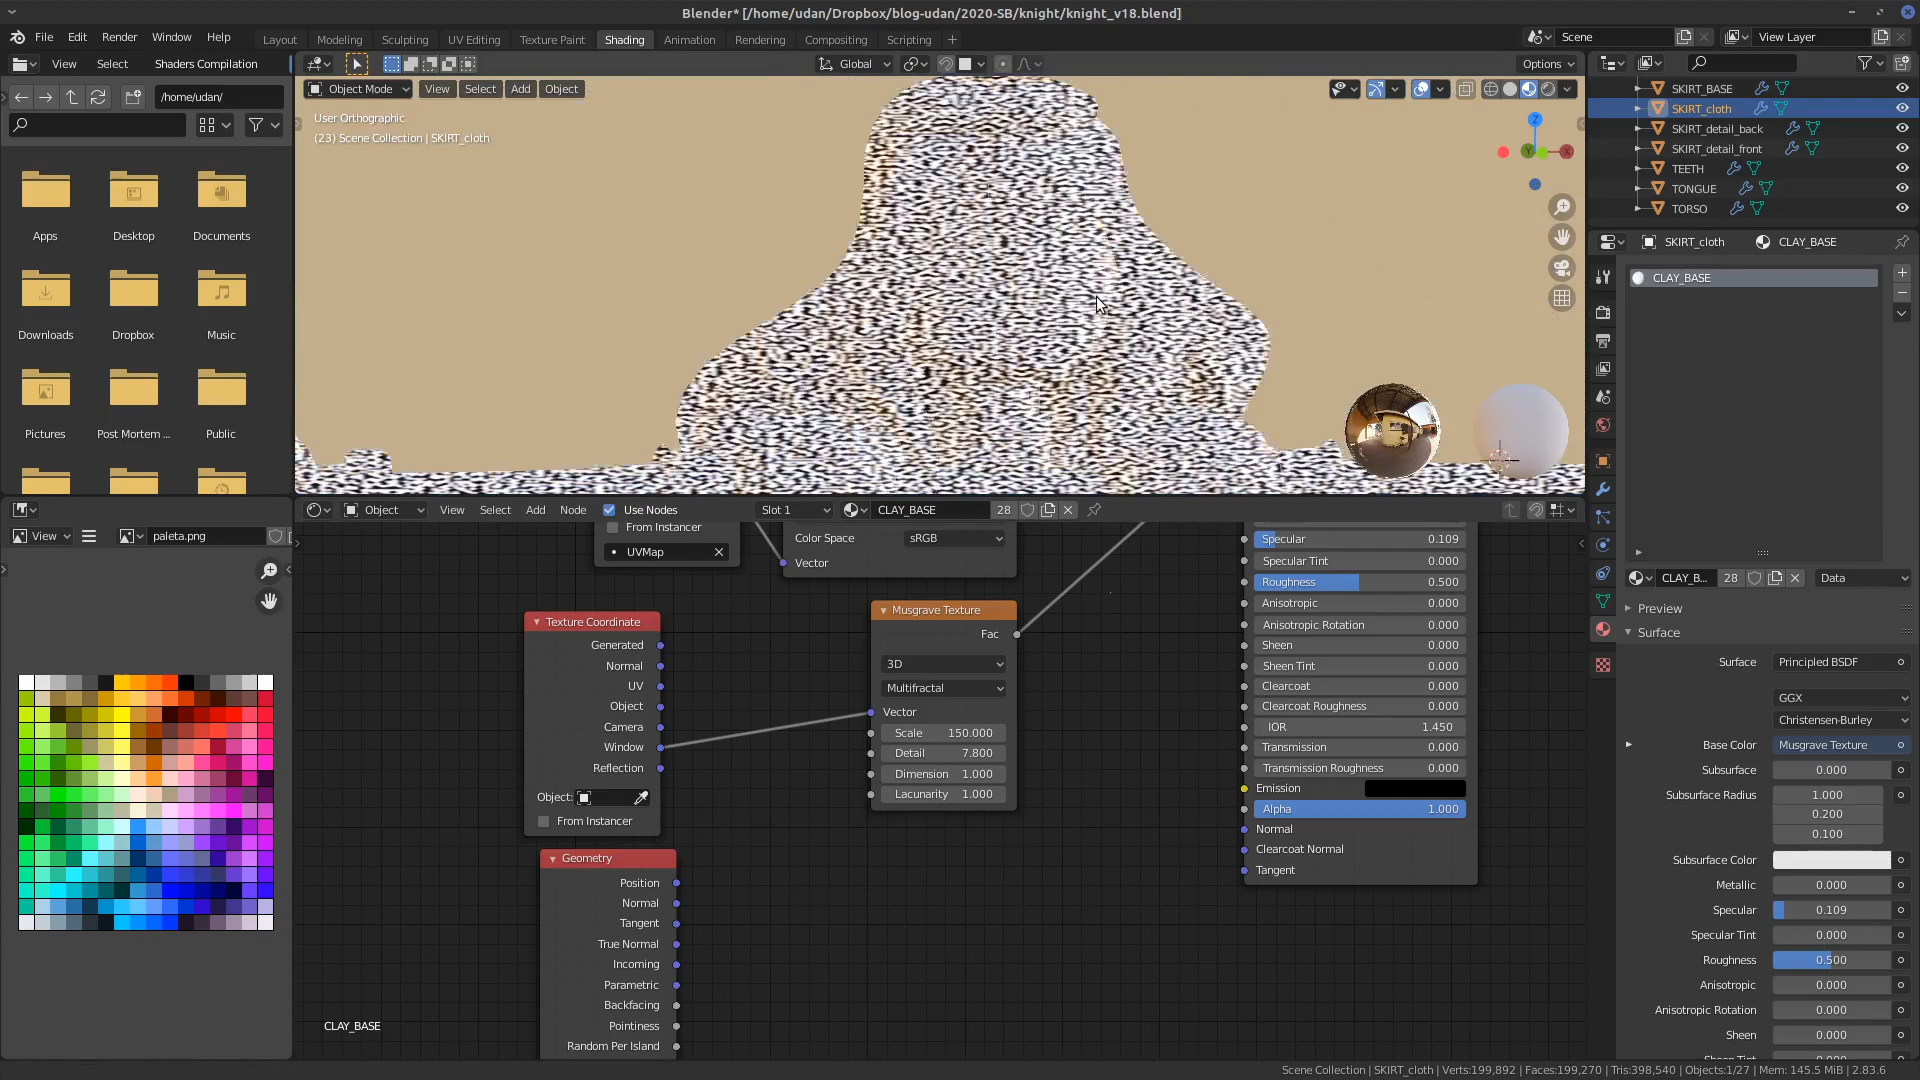 Blender* [/home/udan/Dropbox/blog-udan/2020-SB/knight/knight_v18.blend]
File Edit Render Window Help
Layout Modeling Sculpting UV Editing Texture Paint Shading Animation Rendering Compositing Scripting +
Scene View Layer
View Select Shaders Compilation
Global Options
/home/udan/
Object Mode View Select Add Object
User Orthographic
(23) Scene Collection | SKIRT_cloth
Z
Y
X
Apps Desktop Documents
Downloads Dropbox Music
Pictures Post Mortem ... Public
SKIRT_BASE
SKIRT_cloth
SKIRT_detail_back
SKIRT_detail_front
TEETH
TONGUE
TORSO
SKIRT_cloth CLAY_BASE
CLAY_BASE
View paleta.png
Object View Select Add Node Use Nodes Slot 1 CLAY_BASE 28
From Instancer
UVMap
Color Space sRGB
Vector
Texture Coordinate
Generated
Normal
UV
Object
Camera
Window
Reflection
Object:
From Instancer
Geometry
Position
Normal
Tangent
True Normal
Incoming
Parametric
Backfacing
Pointiness
Random Per Island
Musgrave Texture
Fac
3D
Multifractal
Vector
Scale 150.000
Detail 7.800
Dimension 1.000
Lacunarity 1.000
Specular 0.109
Specular Tint 0.000
Roughness 0.500
Anisotropic 0.000
Anisotropic Rotation 0.000
Sheen 0.000
Sheen Tint 0.000
Clearcoat 0.000
Clearcoat Roughness 0.000
IOR 1.450
Transmission 0.000
Transmission Roughness 0.000
Emission
Alpha 1.000
Normal
Clearcoat Normal
Tangent
CLAY_BASE
CLAY_B... 28 Data
Preview
Surface
Surface Principled BSDF
GGX
Christensen-Burley
Base Color Musgrave Texture
Subsurface 0.000
Subsurface Radius 1.000
0.200
0.100
Subsurface Color
Metallic 0.000
Specular 0.109
Specular Tint 0.000
Roughness 0.500
Anisotropic 0.000
Anisotropic Rotation 0.000
Sheen 0.000
Scene Collection | SKIRT_cloth | Verts:199,892 | Faces:199,270 | Tris:398,540 | Objects:1/27 | Mem: 145.5 MiB | 2.83.6